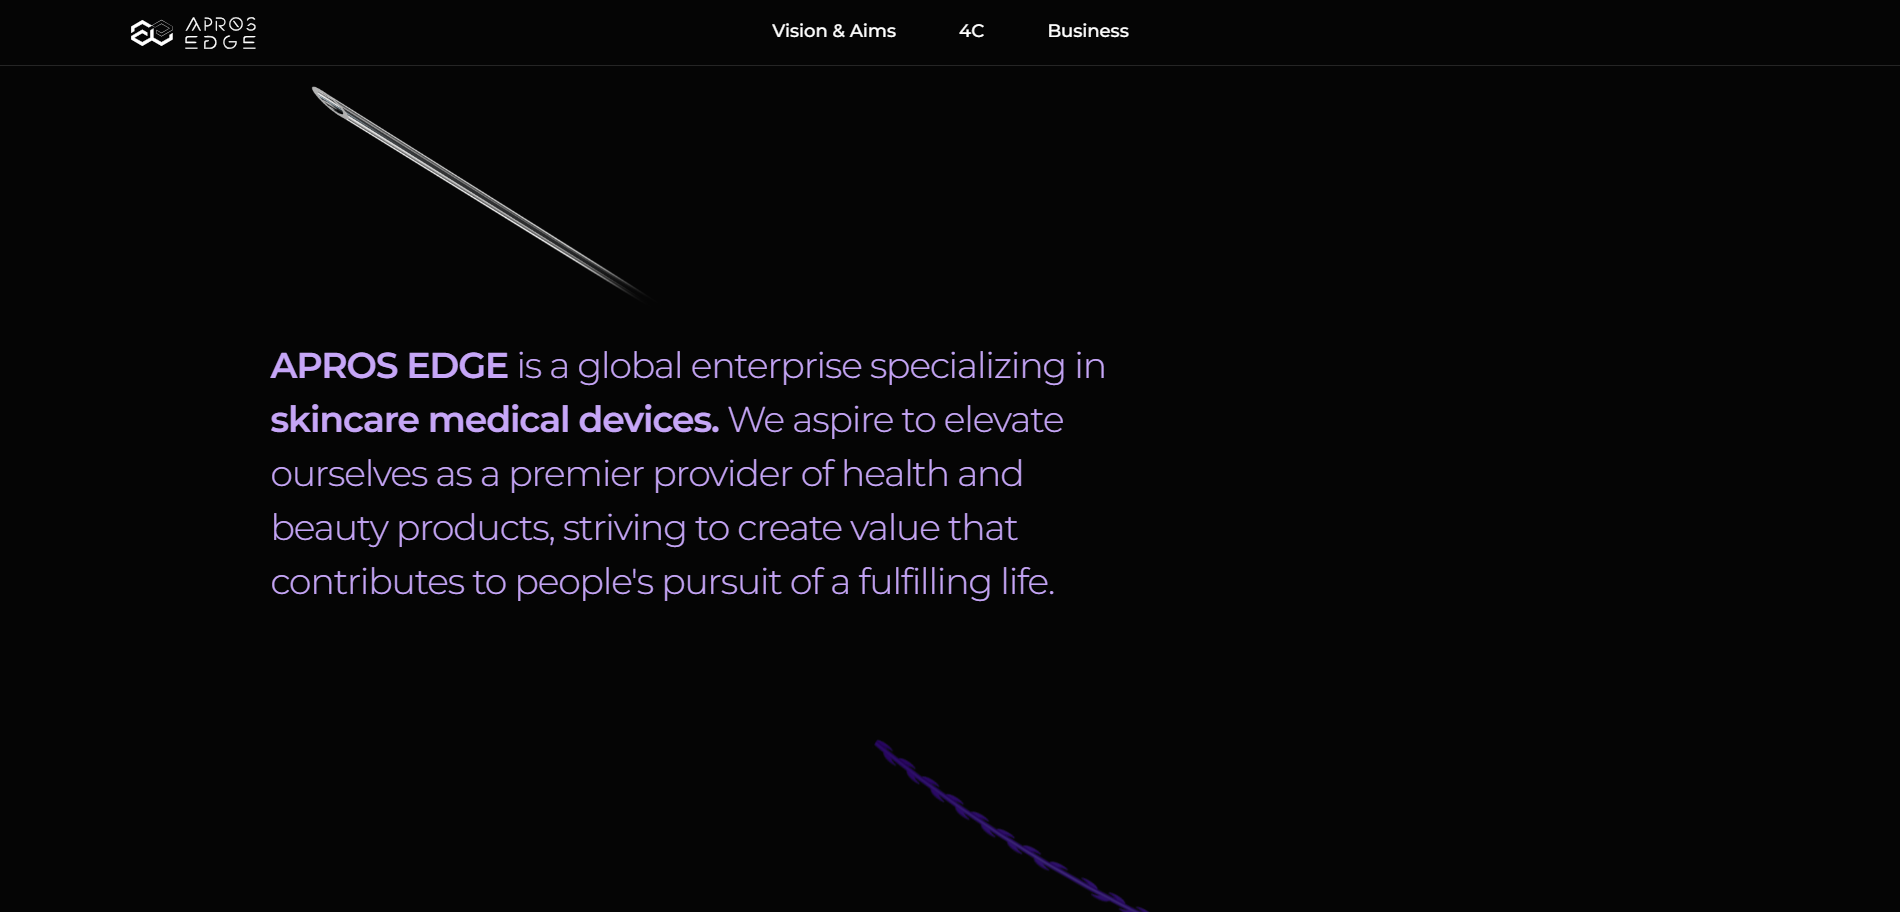 APROS
EDGE
Vision & Aims
4C
Business
APROS EDGE is a global enterprise specializing in
skincare medical devices. We aspire to elevate
ourselves as a premier provider of health and
beauty products, striving to create value that
contributes to people's pursuit of a fulfilling life.